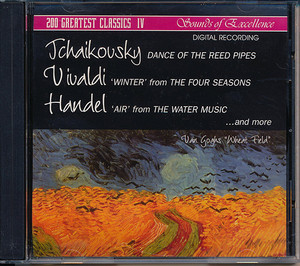 200 GREATEST CLASSICS IV Sounds of Excellence
DIGITAL RECORDING
Tchaikovsky DANCE OF THE REED PIPES
Vivaldi 'WINTER' from THE FOUR SEASONS
Handel 'AIR' from THE WATER MUSIC
...and more
Van Goghs "Wheat Field"